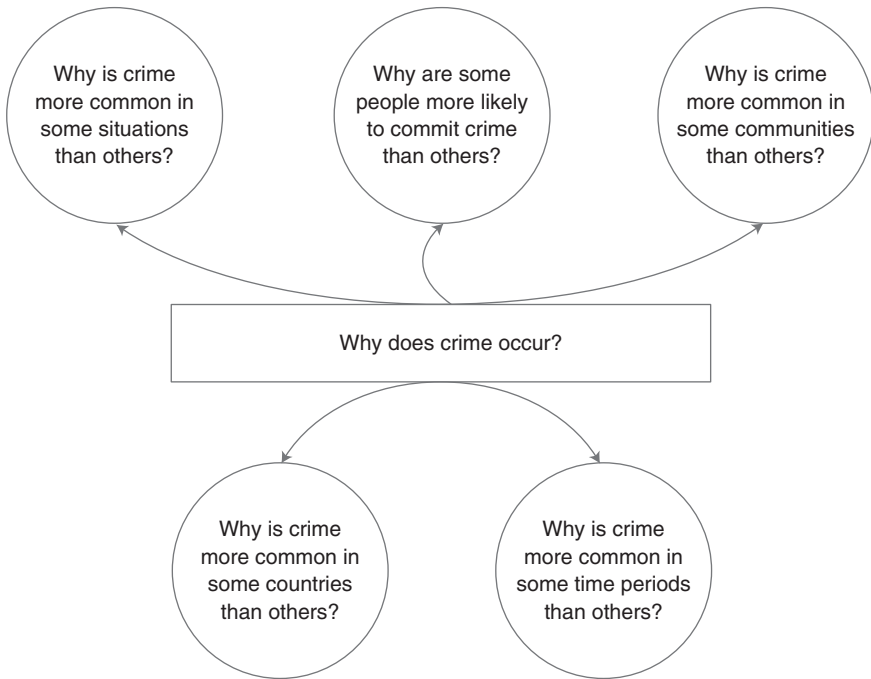 Why is crime
more common in
some situations
than others?
Why are some
people more likely
to commit crime
than others?
Why is crime
more common in
some communities
than others?
Why does crime occur?
Why is crime
more common in
some countries
than others?
Why is crime
more common in
some time periods
than others?